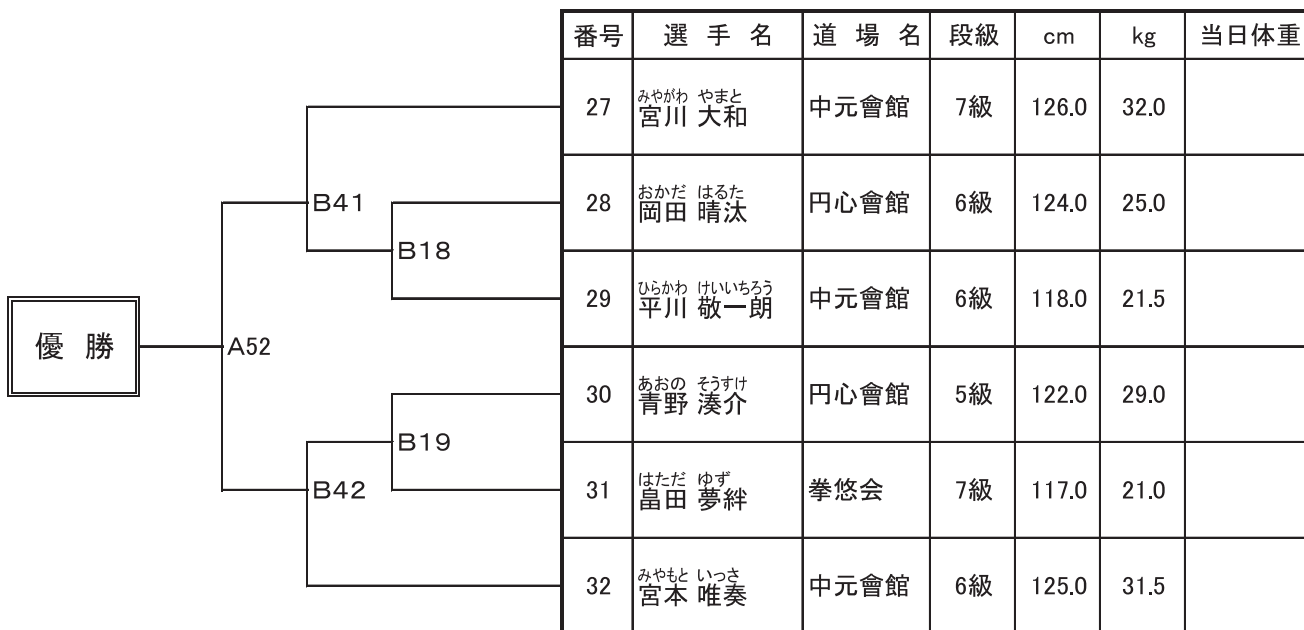 番号 選手名 道場名 段級 cm kg 当日体重
みやがわ やまと
27 宮川 大和 中元會館 7級 126.0 32.0
B41
おかだ はるた
28 岡田 晴汰 円心會館 6級 124.0 25.0
B18
ひらかわ けいいちろう
29 平川 敬一朗 中元會館 6級 118.0 21.5
優勝
A52
あおの そうすけ
30 青野 湊介 円心會館 5級 122.0 29.0
B19
はただ ゆず
31 畠田 夢絆 拳悠会 7級 117.0 21.0
B42
みやもと いっさ
32 宮本 唯奏 中元會館 6級 125.0 31.5